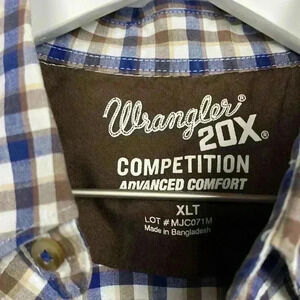 Wrangler®
20X®
COMPETITION
ADVANCED COMFORT
XLT
LOT # MJC071M
Made in Bangladesh